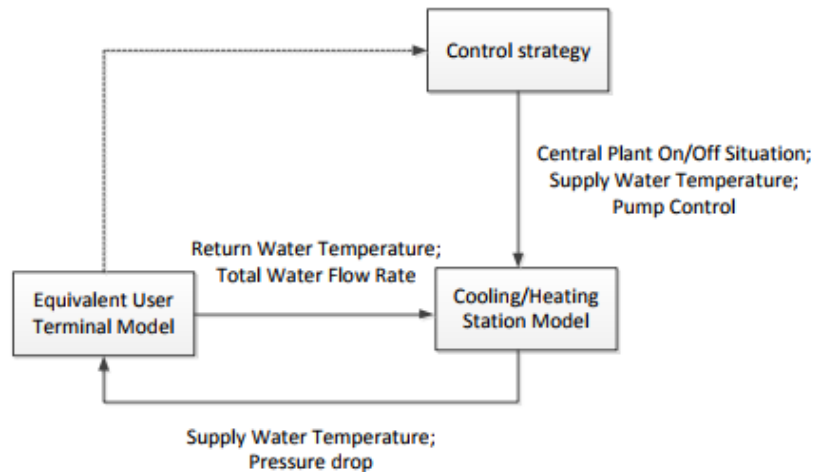 Control strategy
Central Plant On/Off Situation;
Supply Water Temperature;
Pump Control
Return Water Temperature;
Total Water Flow Rate
Equivalent User
Terminal Model
Cooling/Heating
Station Model
Supply Water Temperature;
Pressure drop